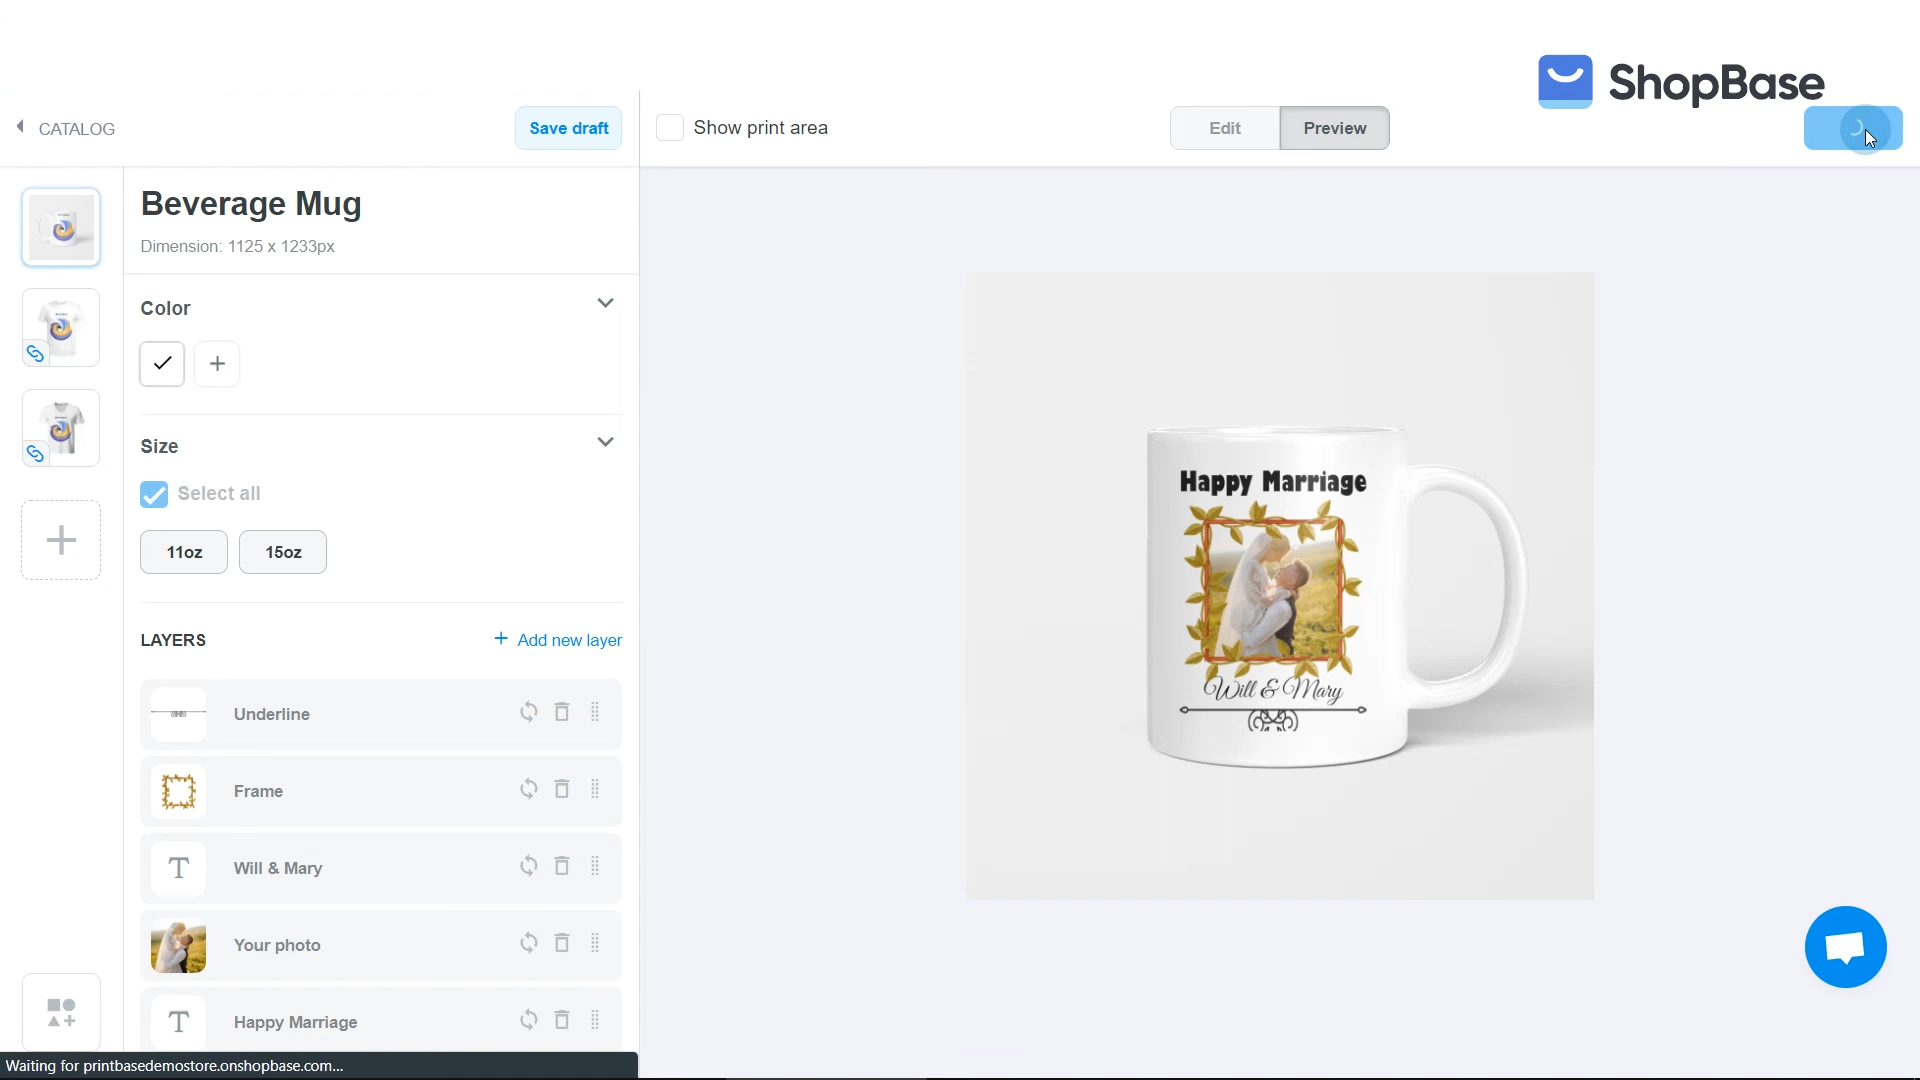 ShopBase
CATALOG
Save draft
Show print area
Edit
Preview
Beverage Mug
Dimension: 1125 x 1233px
Color
Size
Select all
11oz
15oz
LAYERS
+ Add new layer
Underline
Frame
T
Will & Mary
Your photo
T
Happy Marriage
Happy Marriage
Will & Mary
Waiting for printbasedemostore.onshopbase.com...